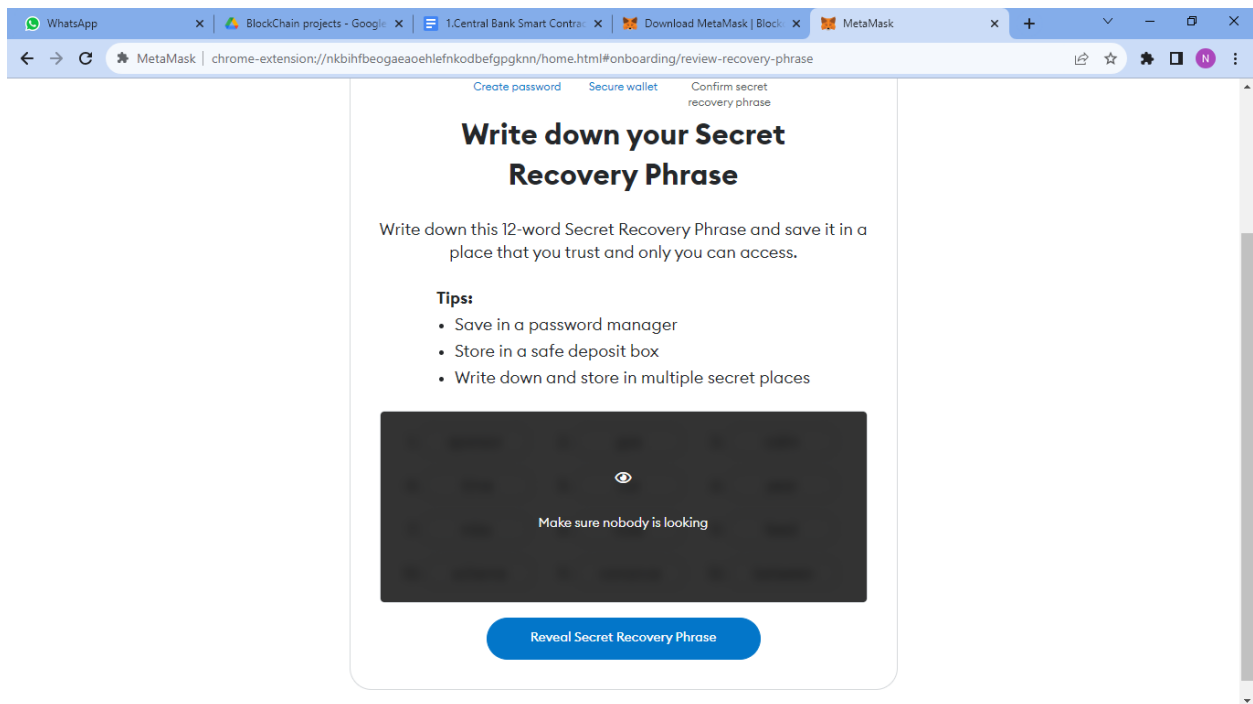 WhatsApp
BlockChain projects - Google
1.Central Bank Smart Contrac
Download MetaMask | Block
MetaMask
MetaMask | chrome-extension://nkbihfbeogaeaoehlefnkodbefgpgknn/home.html#onboarding/review-recovery-phrase
N
Create password Secure wallet Confirm secret
recovery phrase
Write down your Secret
Recovery Phrase
Write down this 12-word Secret Recovery Phrase and save it in a
place that you trust and only you can access.
Tips:
• Save in a password manager
• Store in a safe deposit box
• Write down and store in multiple secret places
Make sure nobody is looking
Reveal Secret Recovery Phrase